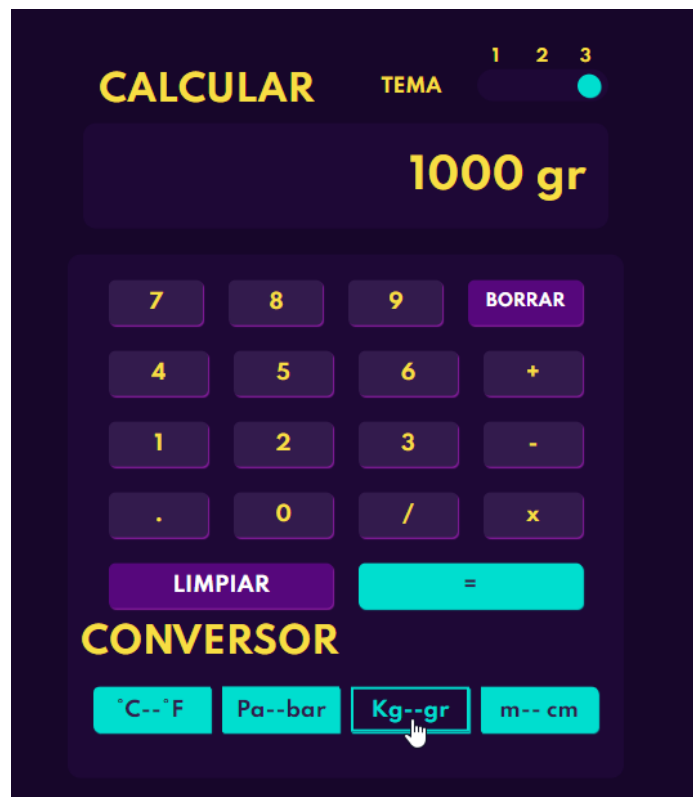 1 2 3
CALCULAR TEMA
1000 gr
7 8 9 BORRAR
4 5 6 +
1 2 3 -
. 0 / x
LIMPIAR =
CONVERSOR
°C--°F Pa--bar Kg--gr m-- cm